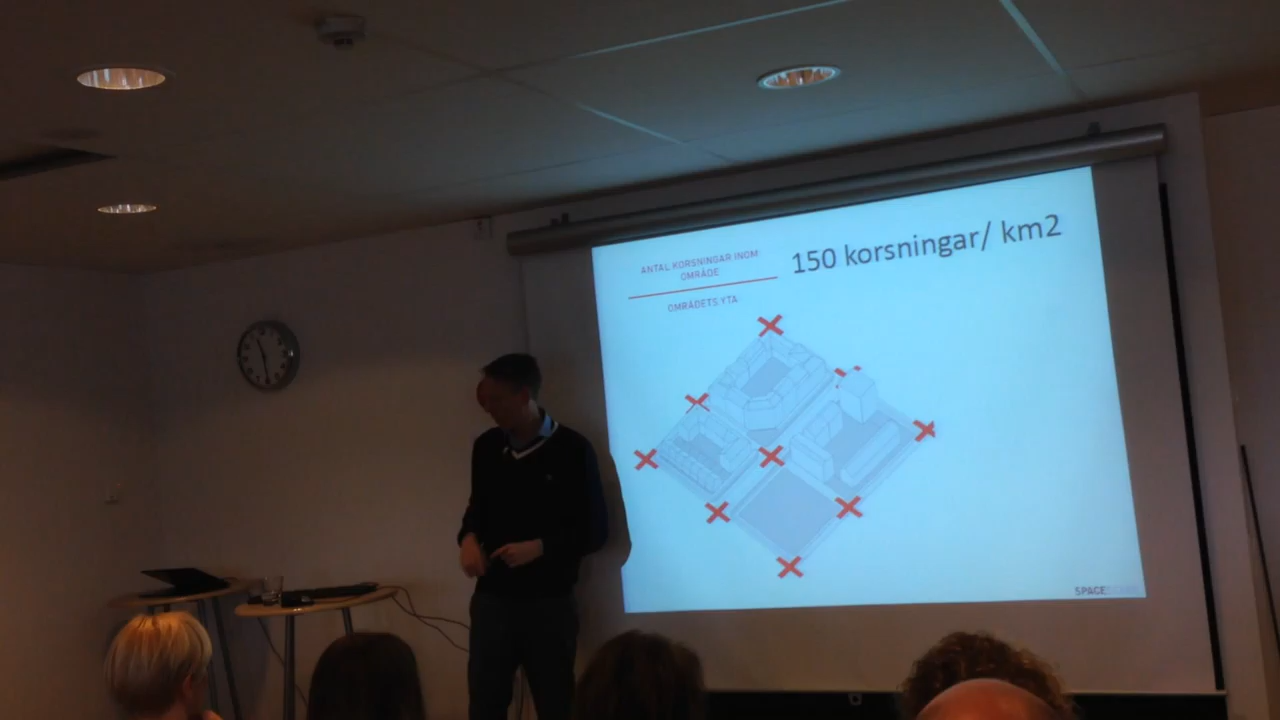 ANTAL KORSNINGAR INOM
OMRÅDE
OMRÅDETS YTA
150 korsningar/ km2
SPACE